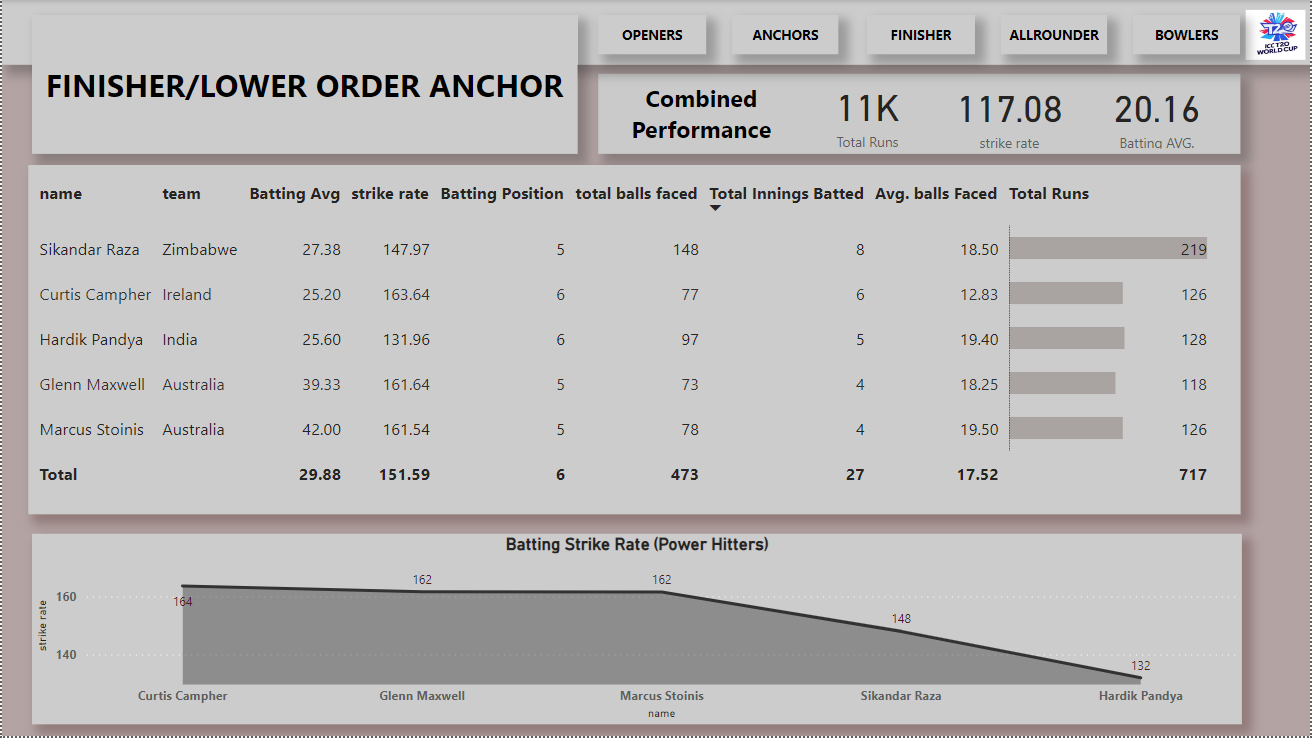 OPENERS
ANCHORS
FINISHER
ALLROUNDER
BOWLERS
T20
ICC T20
WORLD CUP
FINISHER/LOWER ORDER ANCHOR
Combined
Performance
11K
Total Runs
117.08
strike rate
20.16
Batting AVG.
name team Batting Avg strike rate Batting Position total balls faced Total Innings Batted Avg. balls Faced Total Runs
Sikandar Raza Zimbabwe 27.38 147.97 5 148 8 18.50 219
Curtis Campher Ireland 25.20 163.64 6 77 6 12.83 126
Hardik Pandya India 25.60 131.96 6 97 5 19.40 128
Glenn Maxwell Australia 39.33 161.64 5 73 4 18.25 118
Marcus Stoinis Australia 42.00 161.54 5 78 4 19.50 126
Total 29.88 151.59 6 473 27 17.52 717
Batting Strike Rate (Power Hitters)
strike rate
160
140
164
162
162
148
132
Curtis Campher
Glenn Maxwell
Marcus Stoinis
Sikandar Raza
Hardik Pandya
name